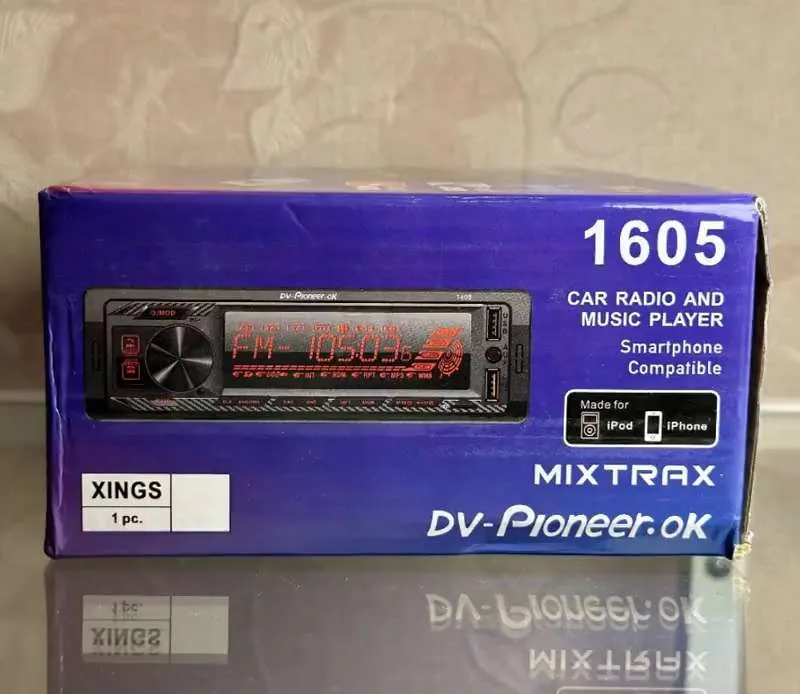 1605
CAR RADIO AND
MUSIC PLAYER
Smartphone
Compatible
DV-Pioneer.oK
FM 10503
Made for
iPod iPhone
MIXTRAX
DV-Pioneer.oK
XINGS
1 pc.